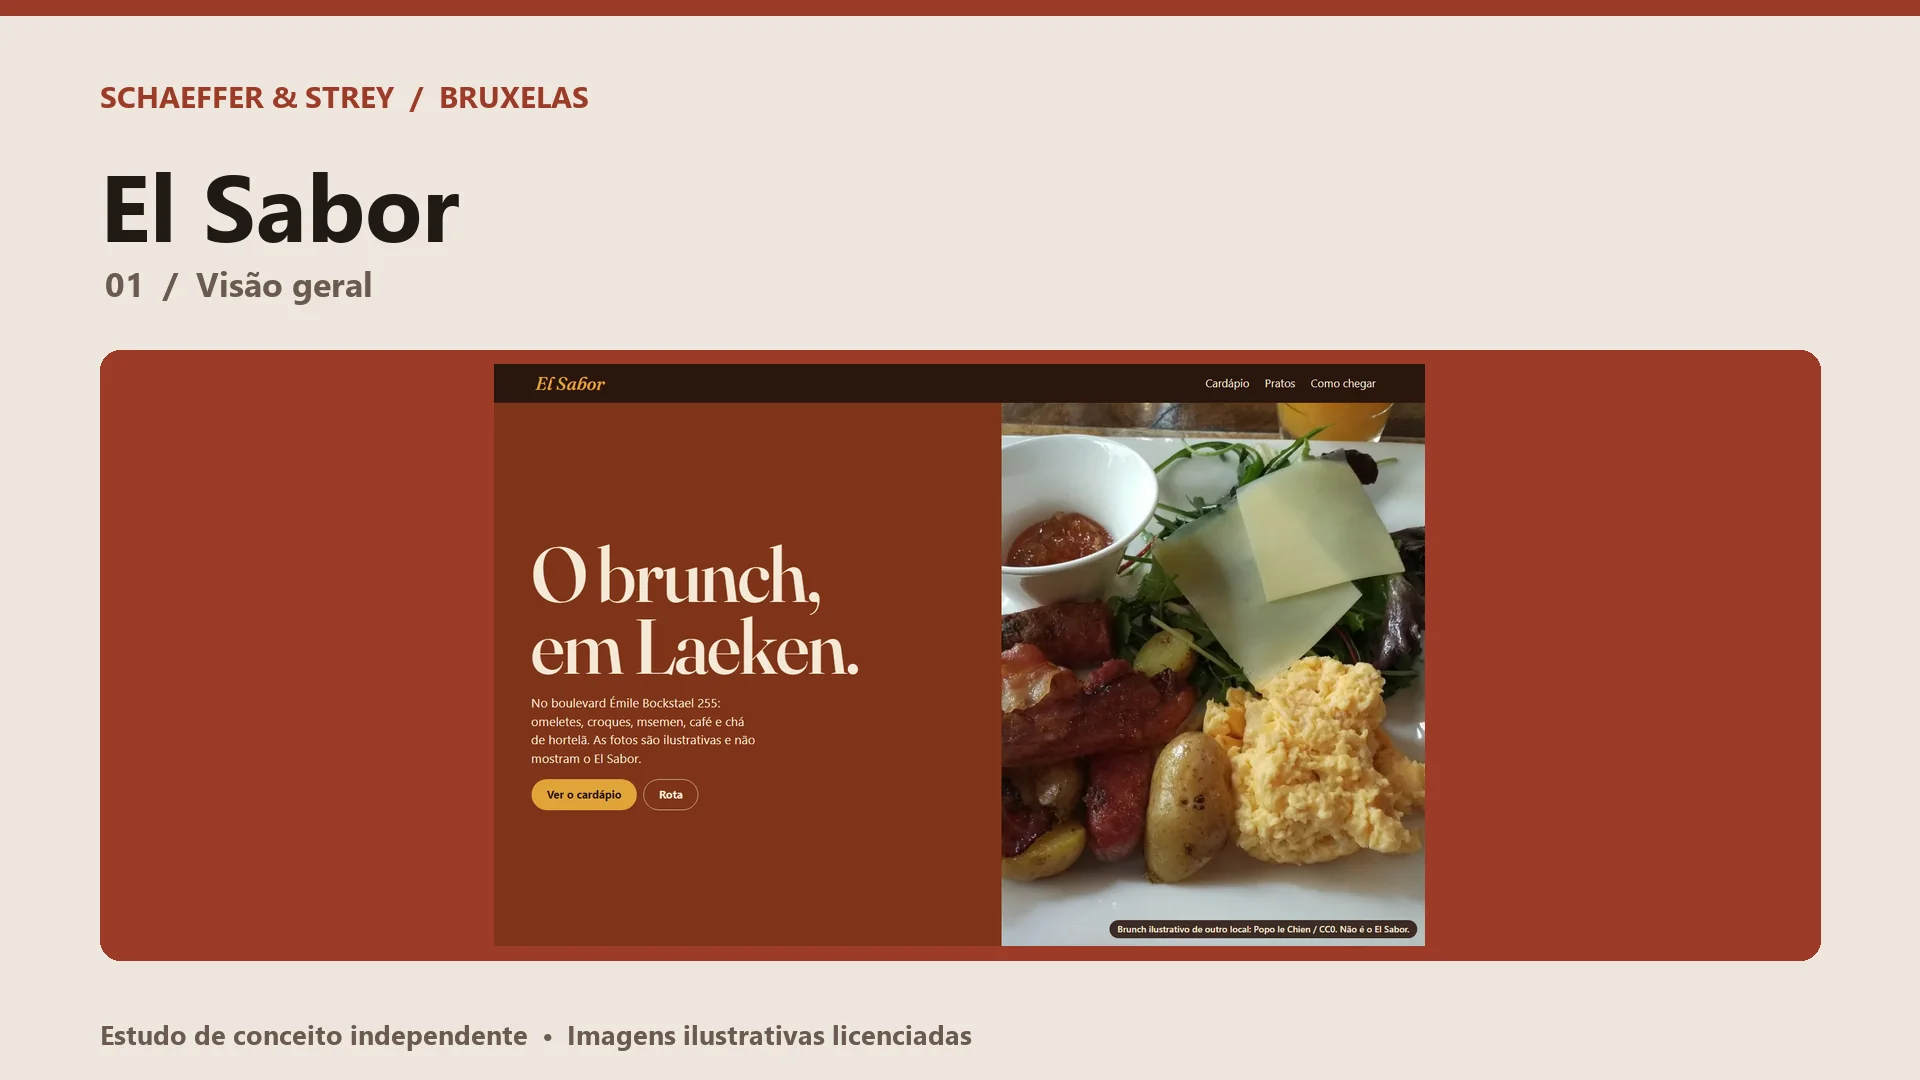 SCHAEFFER & STREY / BRUXELAS
El Sabor
01 / Visão geral
El Sabor
Cardápio Pratos Como chegar
O brunch,
em Laeken.
No boulevard Émile Bockstael 255:
omeletes, croques, msemen, café e chá
de hortelã. As fotos são ilustrativas e não
mostram o El Sabor.
Ver o cardápio Rota
Brunch ilustrativo de outro local: Popo le Chien / CC0. Não é o El Sabor.
Estudo de conceito independente • Imagens ilustrativas licenciadas